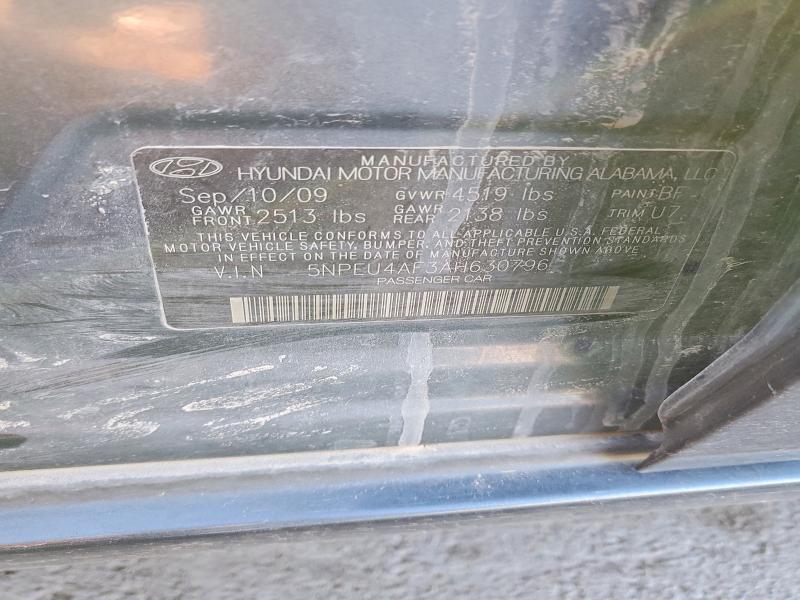 MANUFACTURED BY
HYUNDAI MOTOR MANUFACTURING ALABAMA, LLC
Sep/10/09 GVWR 4519 lbs PAINT BF
GAWR FRONT 2513 lbs GAWR REAR 2138 lbs TRIM U7
THIS VEHICLE CONFORMS TO ALL APPLICABLE U.S.A. FEDERAL
MOTOR VEHICLE SAFETY, BUMPER, AND THEFT PREVENTION STANDARDS
IN EFFECT ON THE DATE OF MANUFACTURE SHOWN ABOVE
V.I.N 5NPEU4AF3AH630796
PASSENGER CAR